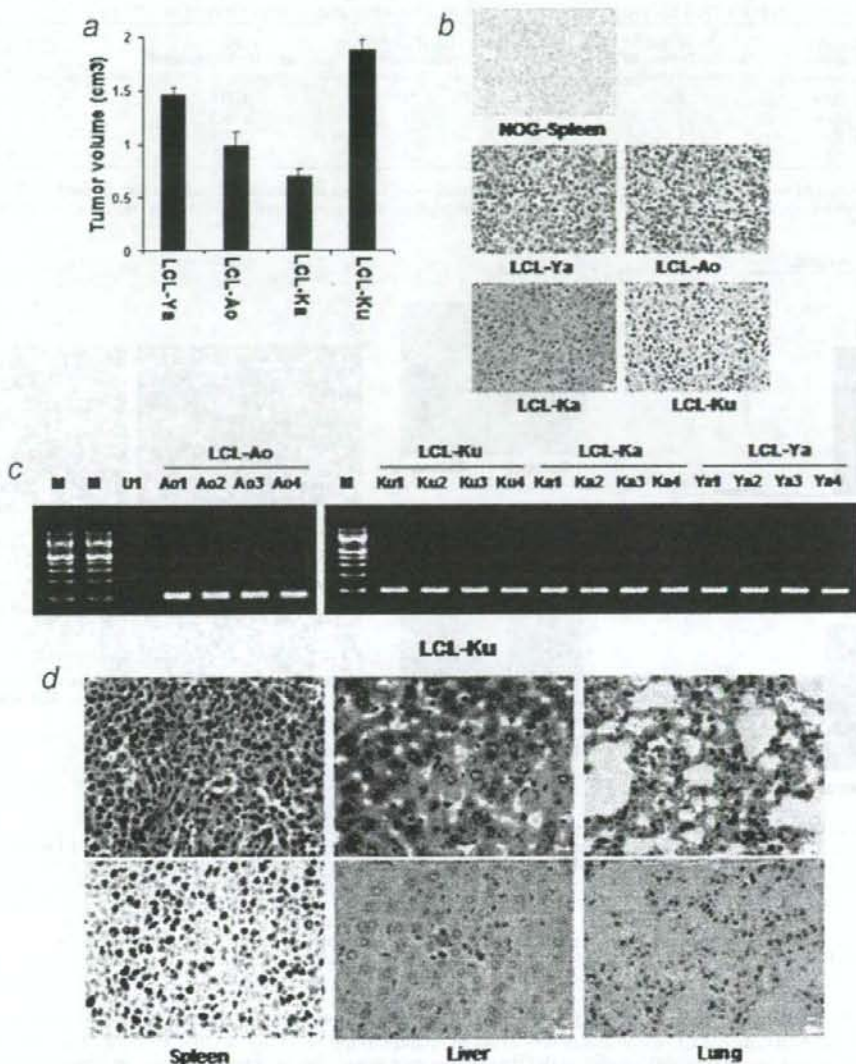 a
Tumor volume (cm3)
2
1.5
1
0.5
0
LCL-Ya
LCL-Ao
LCL-Ka
LCL-Ku
b
NOG-Spleen
LCL-Ya LCL-Ao
LCL-Ka LCL-Ku
c
LCL-Ao LCL-Ku LCL-Ka LCL-Ya
M M U1 Ao1 Ao2 Ao3 Ao4 M Ku1 Ku2 Ku3 Ku4 Ka1 Ka2 Ka3 Ka4 Ya1 Ya2 Ya3 Ya4
LCL-Ku
d
Spleen Liver Lung